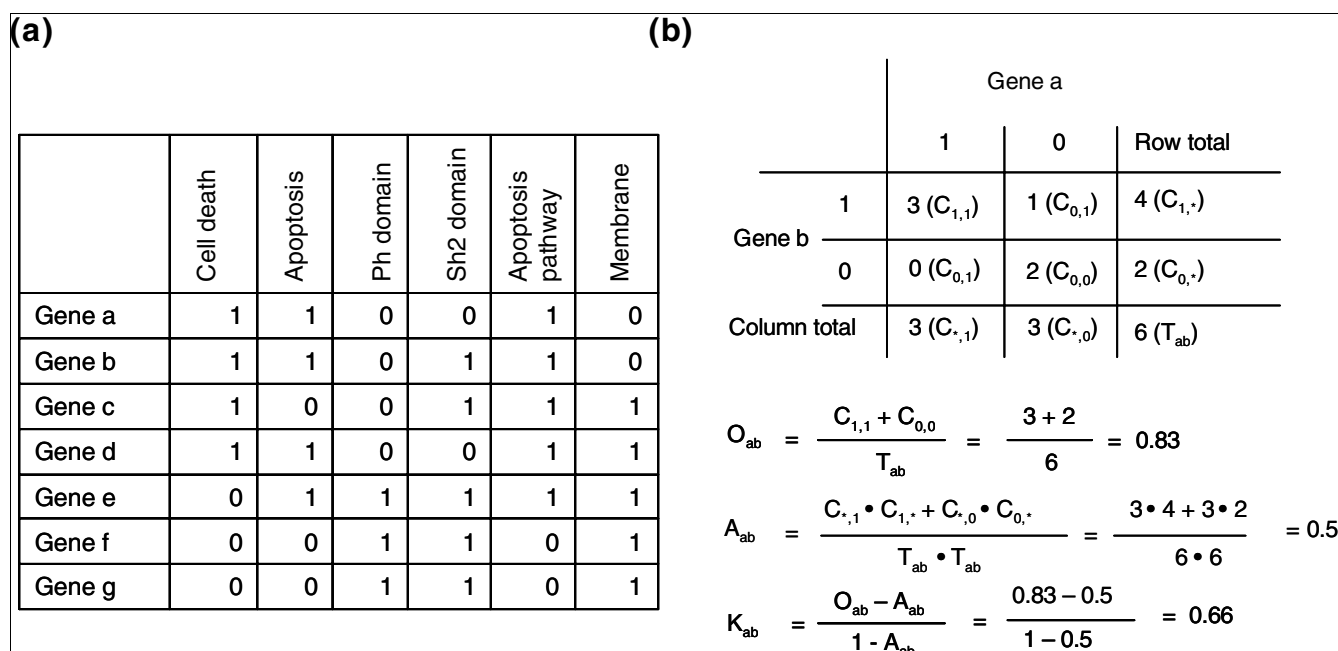 (a)
Cell death Apoptosis Ph domain Sh2 domain Apoptosis pathway Membrane
Gene a 1 1 0 0 1 0
Gene b 1 1 0 1 1 0
Gene c 1 0 0 1 1 1
Gene d 1 1 0 0 1 1
Gene e 0 1 1 1 1 1
Gene f 0 0 1 1 0 1
Gene g 0 0 1 1 0 1
(b)
Gene a
1 0 Row total
1 3 (C1,1) 1 (C0,1) 4 (C1,*)
Gene b
0 0 (C0,1) 2 (C0,0) 2 (C0,*)
Column total 3 (C*,1) 3 (C*,0) 6 (Tab)
Oab = C1,1 + C0,0 / Tab = 3 + 2 / 6 = 0.83
Aab = C*,1 • C1,* + C*,0 • C0,* / Tab • Tab = 3 • 4 + 3 • 2 / 6 • 6 = 0.5
Kab = Oab – Aab / 1 - Aab = 0.83 – 0.5 / 1 – 0.5 = 0.66